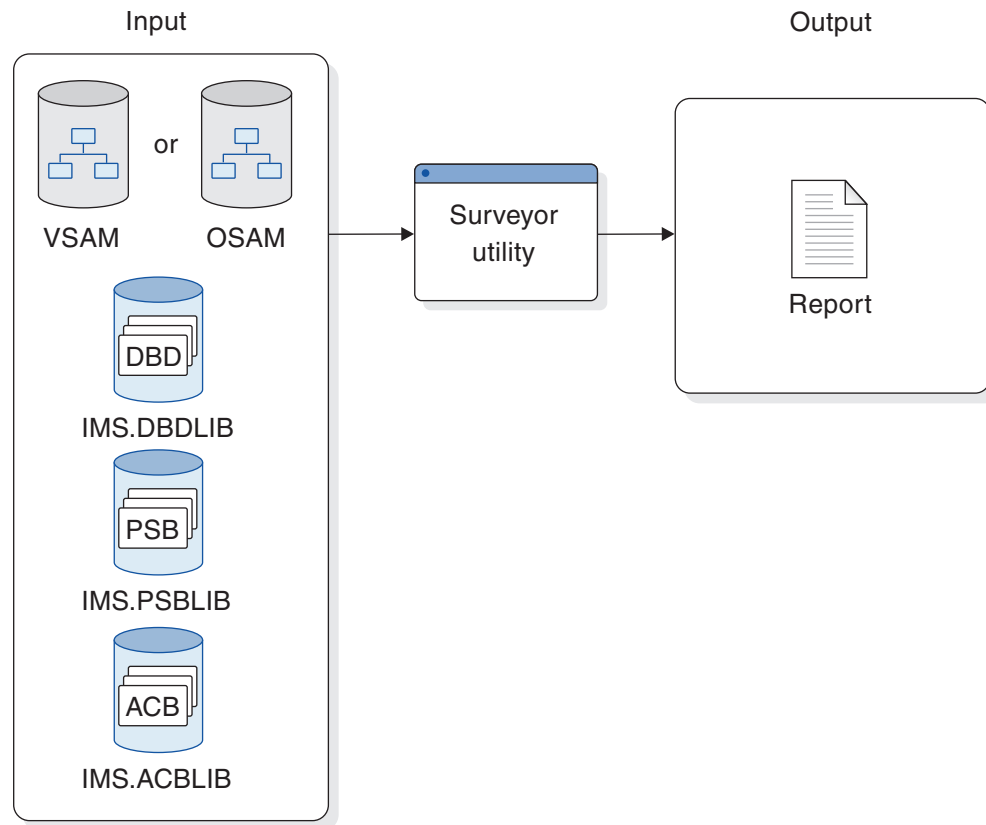 Input
Output
or
VSAM
OSAM
Surveyor
utility
Report
DBD
IMS.DBDLIB
PSB
IMS.PSBLIB
ACB
IMS.ACBLIB